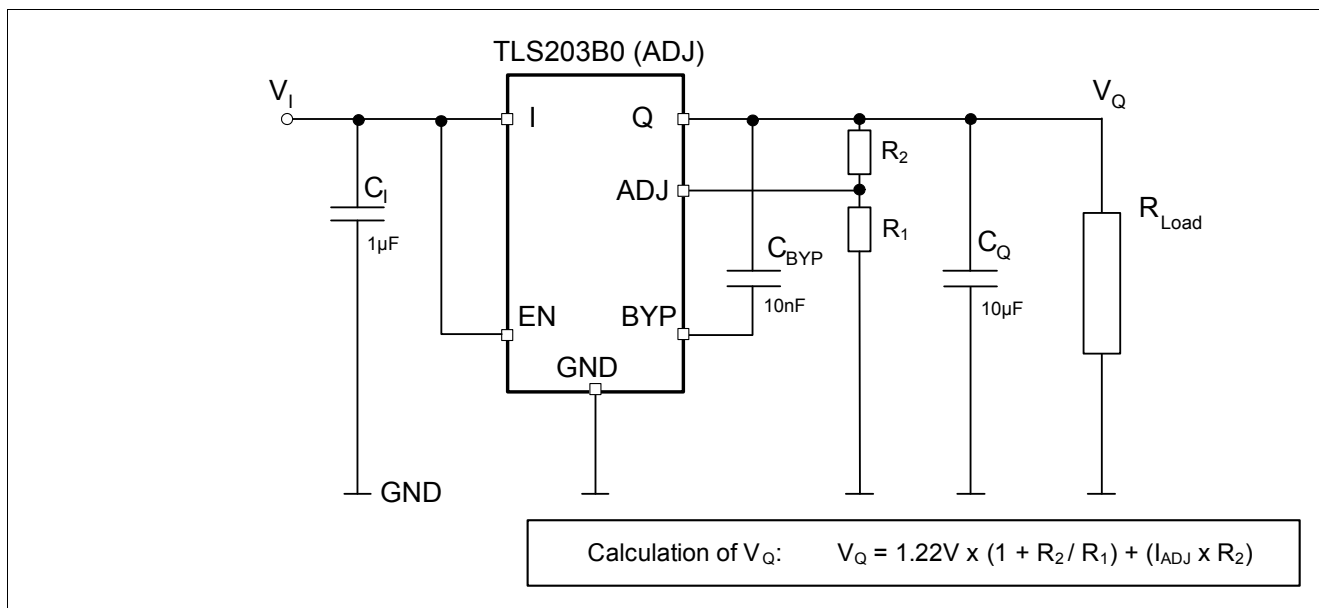 TLS203B0 (ADJ)
V_I
V_Q
I
Q
R_2
ADJ
R_1
R_Load
C_I
1µF
C_BYP
10nF
C_Q
10µF
EN
BYP
GND
GND
Calculation of V_Q: V_Q = 1.22V x (1 + R_2 / R_1) + (I_ADJ x R_2)